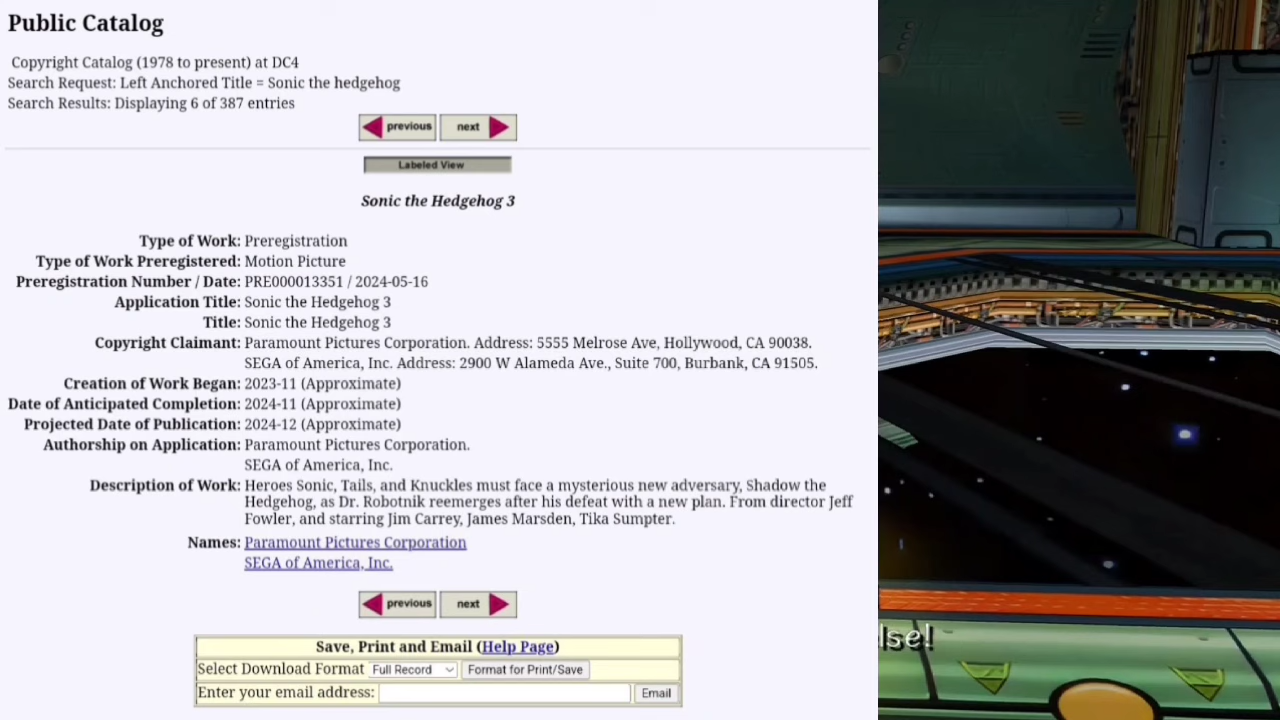 Public Catalog
Copyright Catalog (1978 to present) at DC4
Search Request: Left Anchored Title = Sonic the hedgehog
Search Results: Displaying 6 of 387 entries
previous next
Labeled View
Sonic the Hedgehog 3
Type of Work: Preregistration
Type of Work Preregistered: Motion Picture
Preregistration Number / Date: PRE000013351 / 2024-05-16
Application Title: Sonic the Hedgehog 3
Title: Sonic the Hedgehog 3
Copyright Claimant: Paramount Pictures Corporation. Address: 5555 Melrose Ave, Hollywood, CA 90038.
SEGA of America, Inc. Address: 2900 W Alameda Ave., Suite 700, Burbank, CA 91505.
Creation of Work Began: 2023-11 (Approximate)
Date of Anticipated Completion: 2024-11 (Approximate)
Projected Date of Publication: 2024-12 (Approximate)
Authorship on Application: Paramount Pictures Corporation.
SEGA of America, Inc.
Description of Work: Heroes Sonic, Tails, and Knuckles must face a mysterious new adversary, Shadow the
Hedgehog, as Dr. Robotnik reemerges after his defeat with a new plan. From director Jeff
Fowler, and starring Jim Carrey, James Marsden, Tika Sumpter.
Names: Paramount Pictures Corporation
SEGA of America, Inc.
previous next
Save, Print and Email (Help Page)
lse!
Select Download Format Full Record Format for Print/Save
Enter your email address: Email